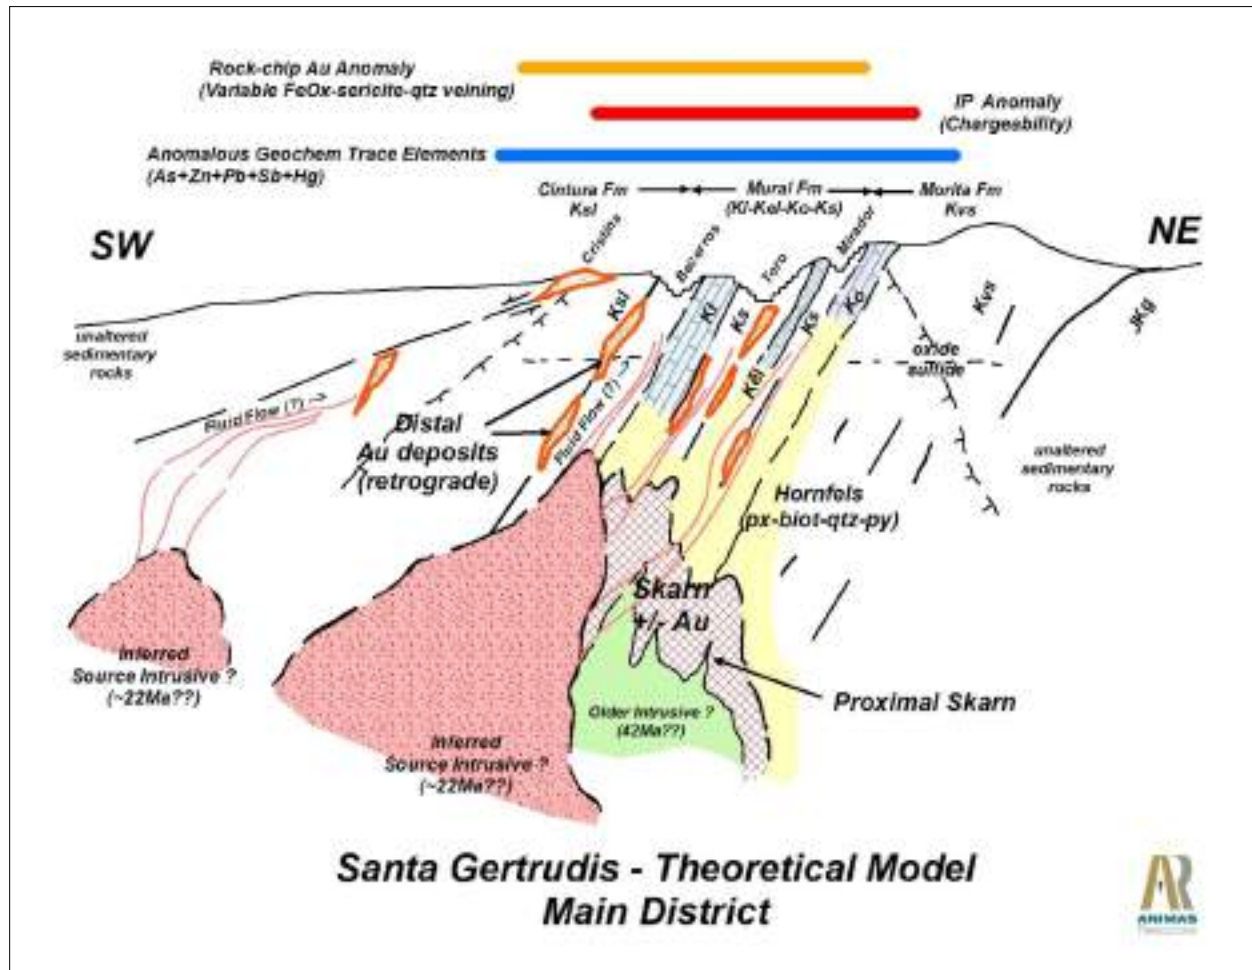 Rock-chip Au Anomaly
(Variable FeOx-sericite-qtz veining)
IP Anomaly
(Chargeability)
Anomalous Geochem Trace Elements
(As+Zn+Pb+Sb+Hg)
Cintura Fm
Ksl
Mural Fm
(Kl-Kel-Ko-Ks)
Morita Fm
Kvs
SW
NE
Cristina
Becerros
Toro
Mirador
Ksl
Kl
Ks
Kel
Ks
Ko
Kvs
JKg
unaltered
sedimentary
rocks
oxide
sulfide
Fluid Flow (?)
Fluid Flow (?)
Distal
Au deposits
(retrograde)
unaltered
sedimentary
rocks
Hornfels
(px-biot-qtz-py)
Skarn
+/- Au
Inferred
Source Intrusive ?
(~22Ma??)
Proximal Skarn
Older Intrusive ?
(42Ma??)
Inferred
Source Intrusive ?
(~22Ma??)
Santa Gertrudis - Theoretical Model
Main District
AR
ANIMAS